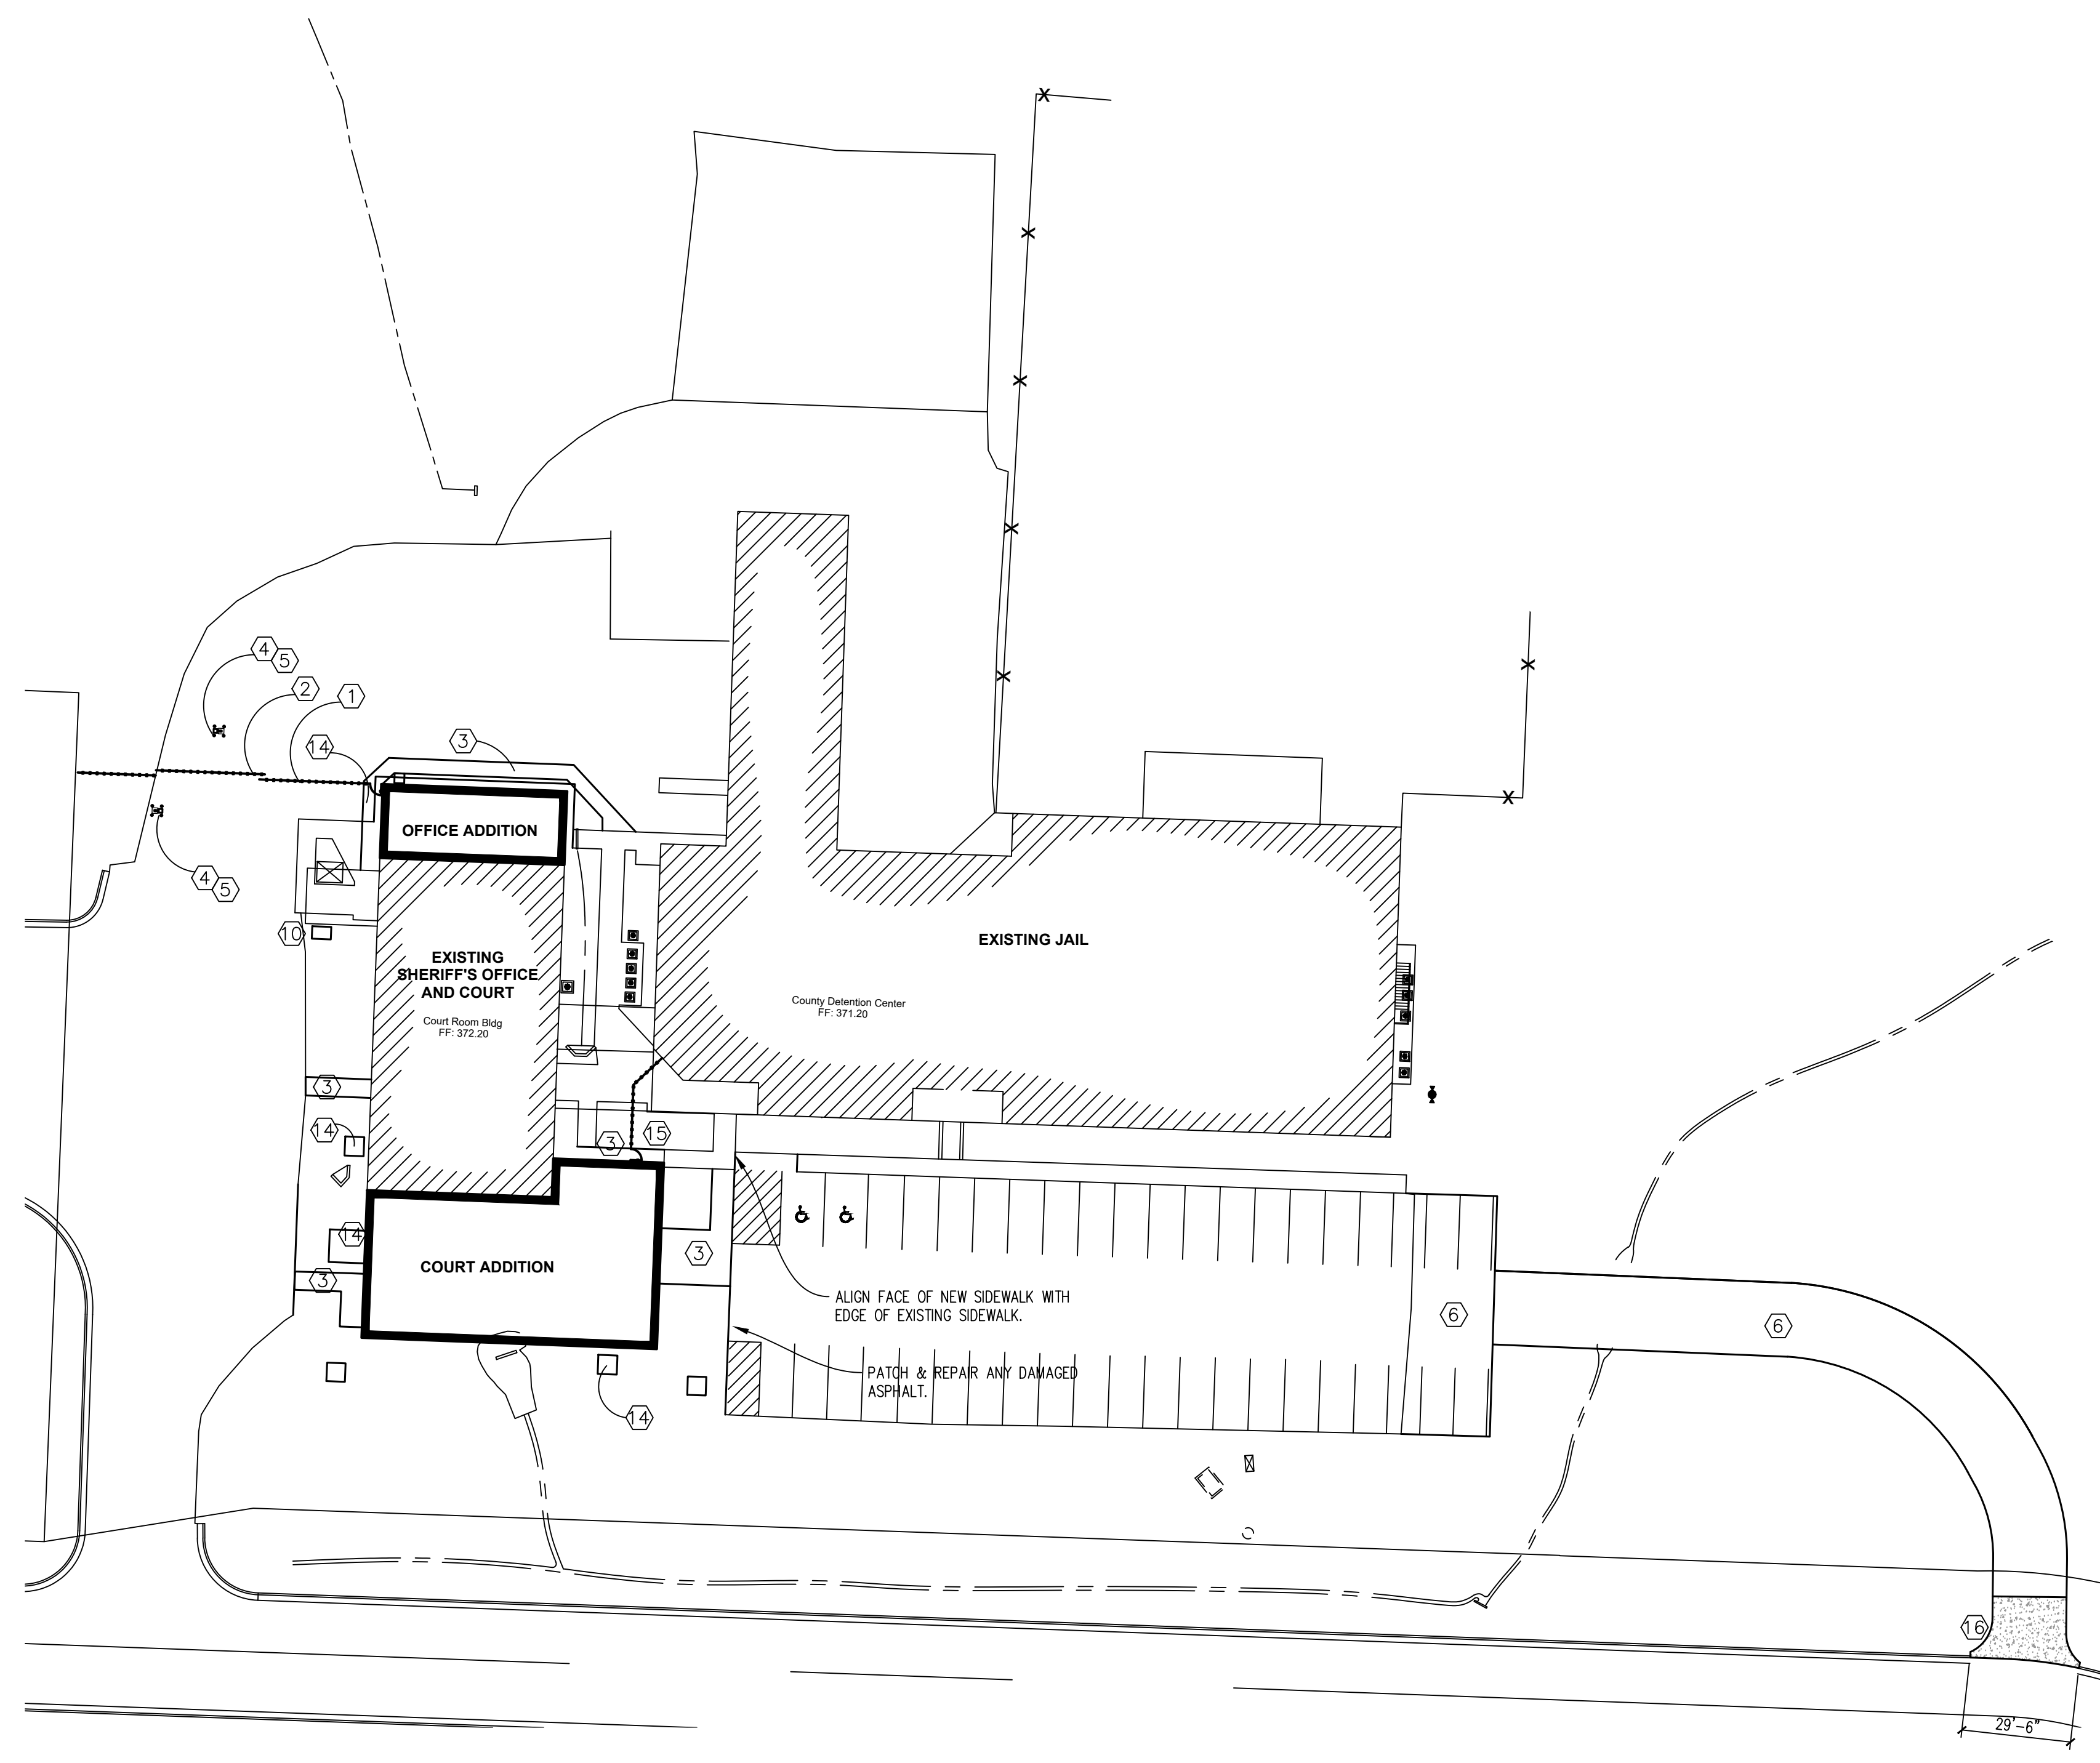 X
X
X
X
X
X
X
X
4
5
2
1
14
3
4
5
OFFICE ADDITION
10
EXISTING
SHERIFF'S OFFICE
AND COURT
Court Room Bldg
FF: 372.20
EXISTING JAIL
County Detention Center
FF: 371.20
3
14
3
15
14
3
3
COURT ADDITION
ALIGN FACE OF NEW SIDEWALK WITH
EDGE OF EXISTING SIDEWALK.
6
6
PATCH & REPAIR ANY DAMAGED
ASPHALT.
14
16
29'-6"